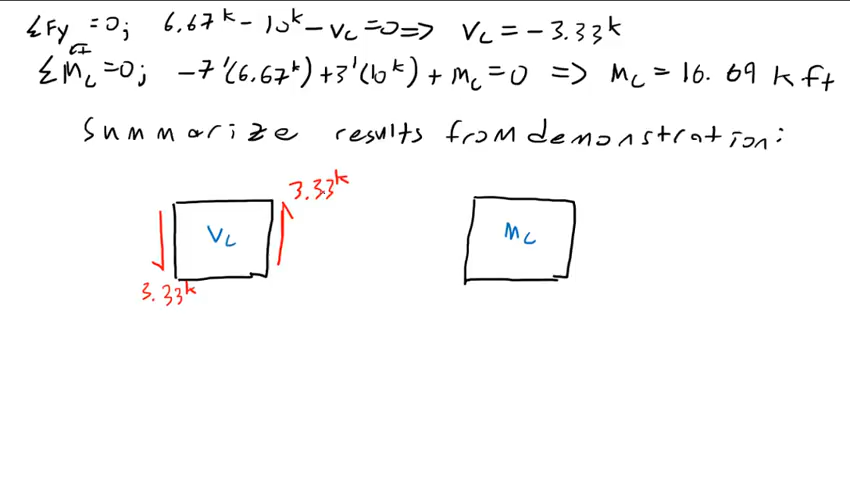 ΣFy = 0; 6.67ᵏ - 10ᵏ - Vc = 0 => Vc = -3.33ᵏ
ΣMc = 0; -7'(6.67ᵏ) + 3'(10ᵏ) + Mc = 0 => Mc = 16.69 k ft
Summarize results from demonstration:
3.33ᵏ
Vc
Mc
3.33ᵏ